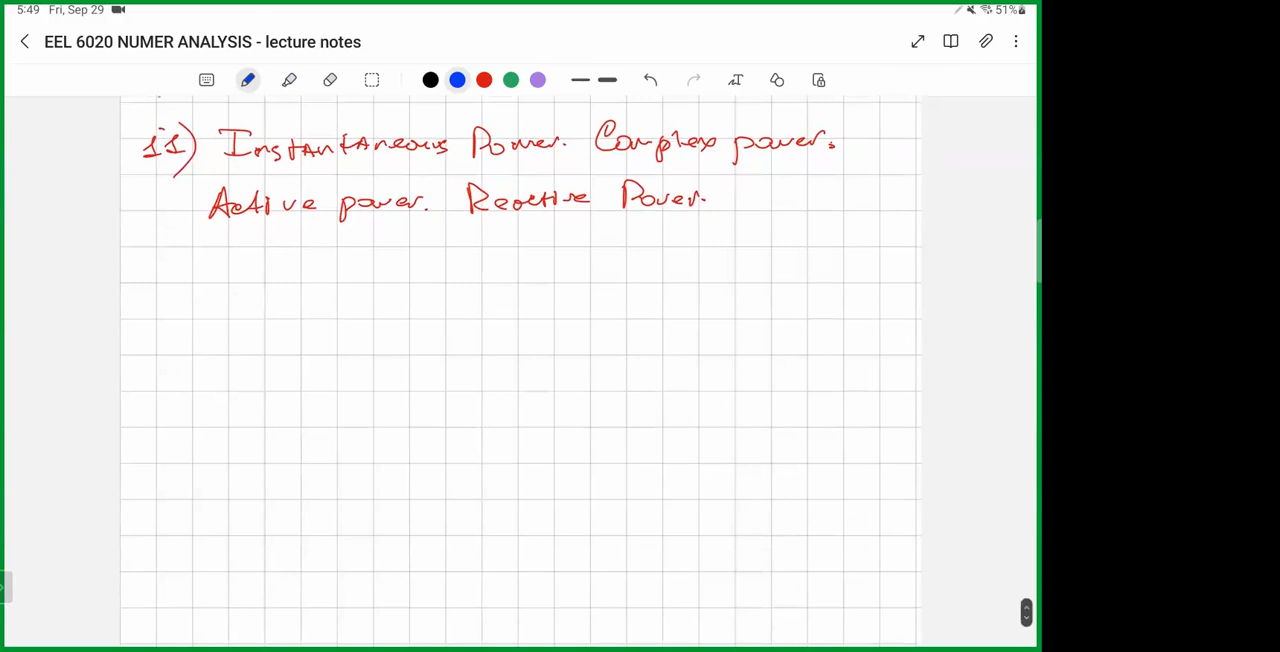 5:49 Fri, Sep 29
51%
EEL 6020 NUMER ANALYSIS - lecture notes
11) Instantaneous Power. Complex power.
Active power. Reactive Power.